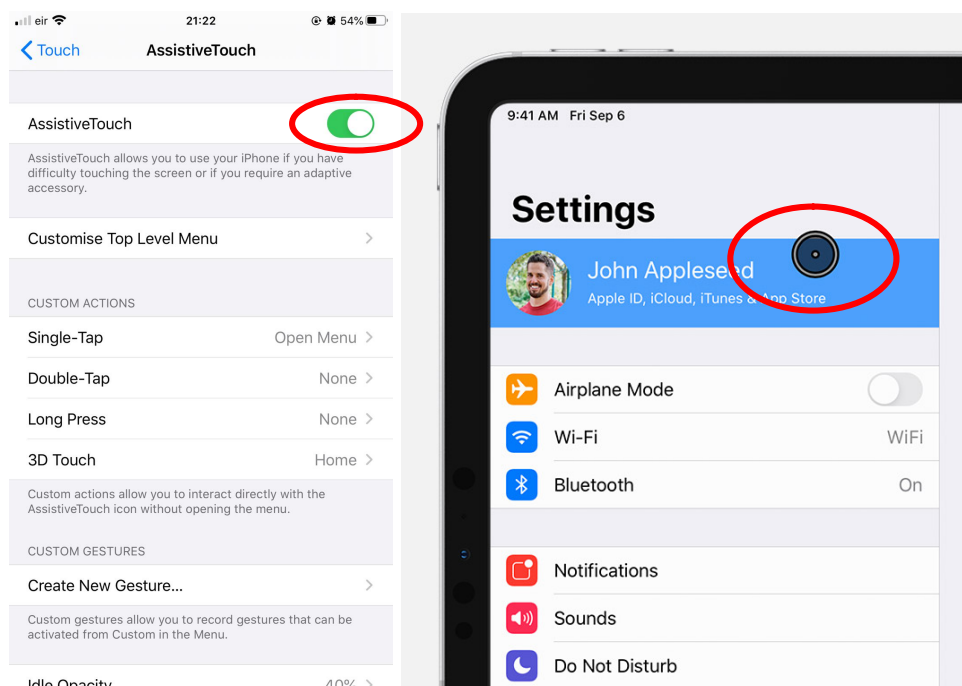 eir 21:22 54%
Touch AssistiveTouch
AssistiveTouch
AssistiveTouch allows you to use your iPhone if you have
difficulty touching the screen or if you require an adaptive
accessory.
Customise Top Level Menu
CUSTOM ACTIONS
Single-Tap Open Menu
Double-Tap None
Long Press None
3D Touch Home
Custom actions allow you to interact directly with the
AssistiveTouch icon without opening the menu.
CUSTOM GESTURES
Create New Gesture...
Custom gestures allow you to record gestures that can be
activated from Custom in the Menu.
Idle Opacity 40%
9:41 AM Fri Sep 6
Settings
John Appleseed
Apple ID, iCloud, iTunes & App Store
Airplane Mode
Wi-Fi WiFi
Bluetooth On
Notifications
Sounds
Do Not Disturb